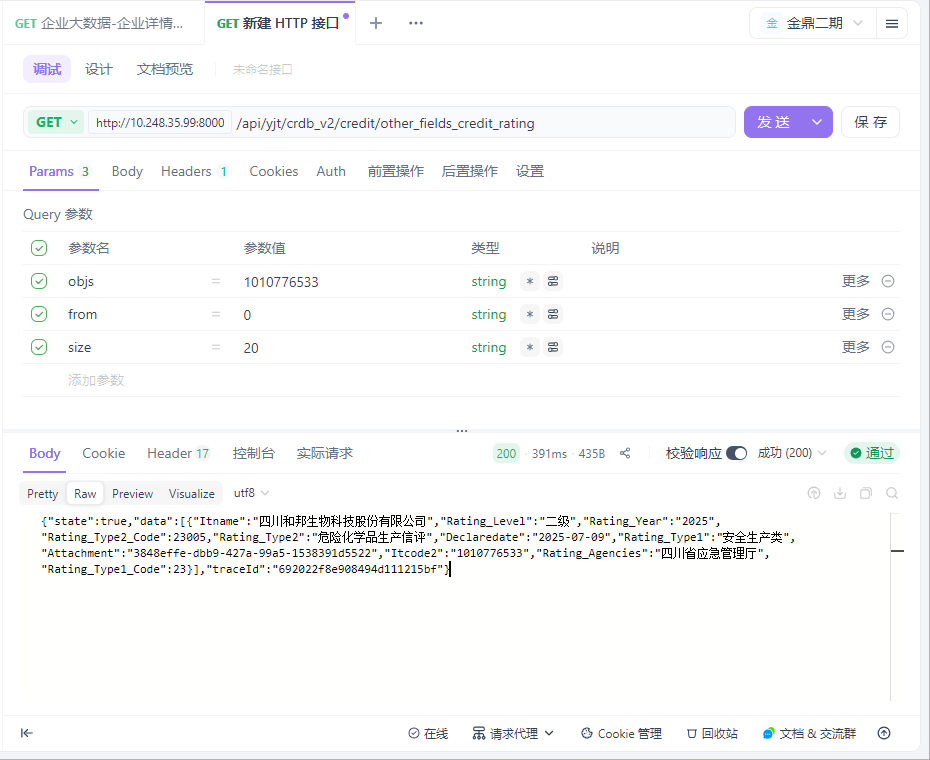 GET 企业大数据-企业详情... GET 新建 HTTP 接口 金 金鼎二期
调试 设计 文档预览 未命名接口
GET http://10.248.35.99:8000 /api/yjt/crdb_v2/credit/other_fields_credit_rating 发 送 保 存
Params 3 Body Headers 1 Cookies Auth 前置操作 后置操作 设置
Query 参数
参数名 参数值 类型 说明
objs = 1010776533 string * 更多
from = 0 string * 更多
size = 20 string * 更多
添加参数
Body Cookie Header 17 控制台 实际请求 200 · 391ms · 435B 校验响应 成功 (200) 通过
Pretty Raw Preview Visualize utf8
{"state":true,"data":[{"Itname":"四川和邦生物科技股份有限公司","Rating_Level":"二级","Rating_Year":"2025",
"Rating_Type2_Code":23005,"Rating_Type2":"危险化学品生产信评","Declaredate":"2025-07-09","Rating_Type1":"安全生产类",
"Attachment":"3848effe-dbb9-427a-99a5-1538391d5522","Itcode2":"1010776533","Rating_Agencies":"四川省应急管理厅",
"Rating_Type1_Code":23}],"traceId":"692022f8e908494d111215bf"}
在线 请求代理 Cookie 管理 回收站 文档 & 交流群